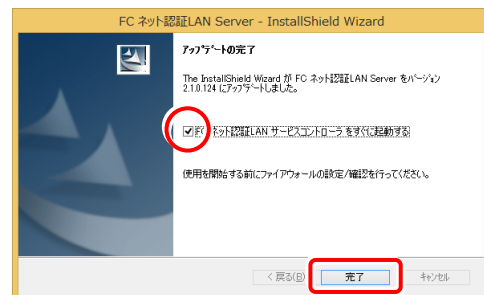 FC ネット認証LAN Server - InstallShield Wizard
アップデートの完了
The InstallShield Wizard が FC ネット認証LAN Server をバージョン
2.1.0.124 にアップデートしました。
ネット認証LAN サービスコントローラ をすぐに起動する
使用を開始する前にファイアウォールの設定/確認を行ってください。
< 戻る(B)
完了
キャンセル